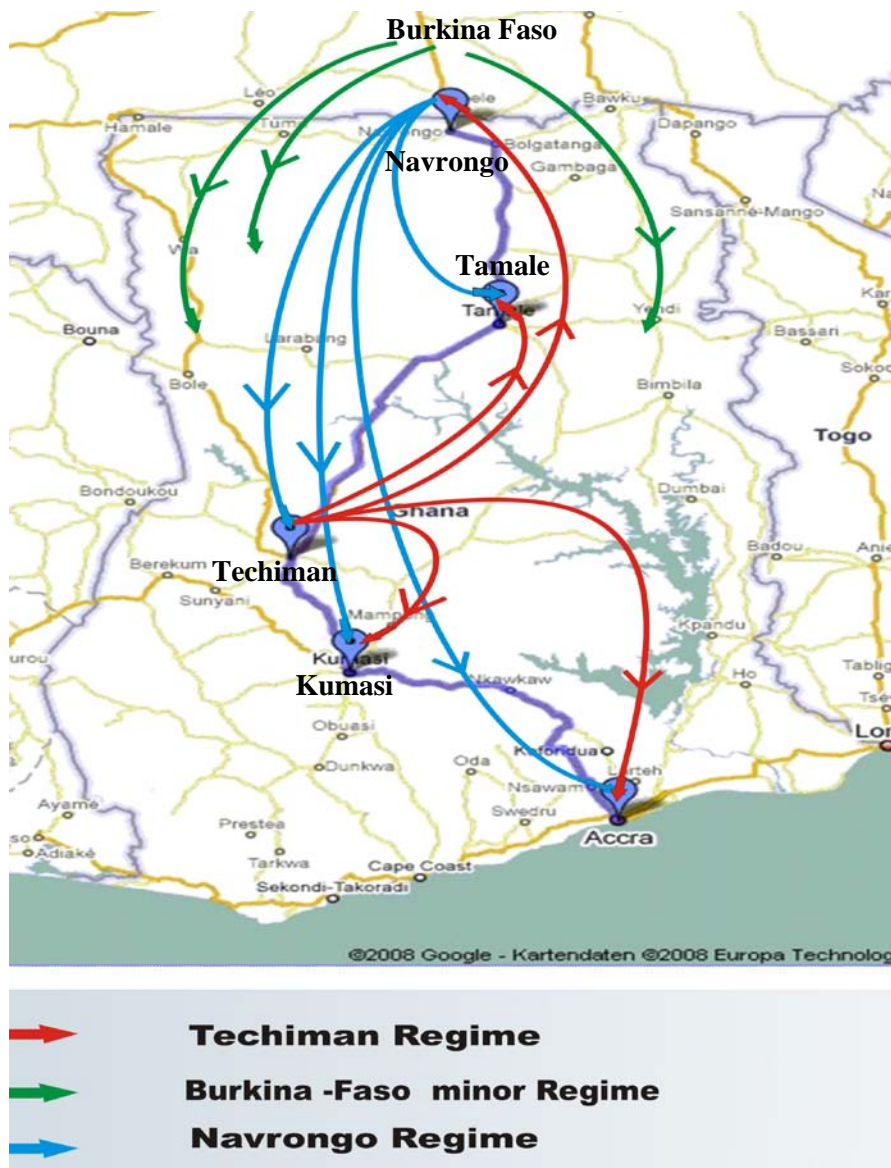 Burkina Faso
Léo
Bawku
Hamale
Tumu
Dapango
Bolgatanga
Navrongo
Gambaga
Sansanné-Mango
Wa
Tamale
Yendi
Bouna
Larabang
Bassari
Bole
Bimbila
Togo
Ghana
Dumbai
Bondoukou
Badou
Berekum
Techiman
Sunyani
Mampong
Kpandu
Kumasi
Kumasi
Nkawkaw
Ho
Obuasi
Koforidua
Dunkwa
Oda
Larteh
Nsawam
Swedru
Ayamé
Accra
Prestea
Adiaké
Tarkwa
Cape Coast
Sekondi-Takoradi
©2008 Google - Kartendaten ©2008 Europa Technolog
Techiman Regime
Burkina -Faso minor Regime
Navrongo Regime